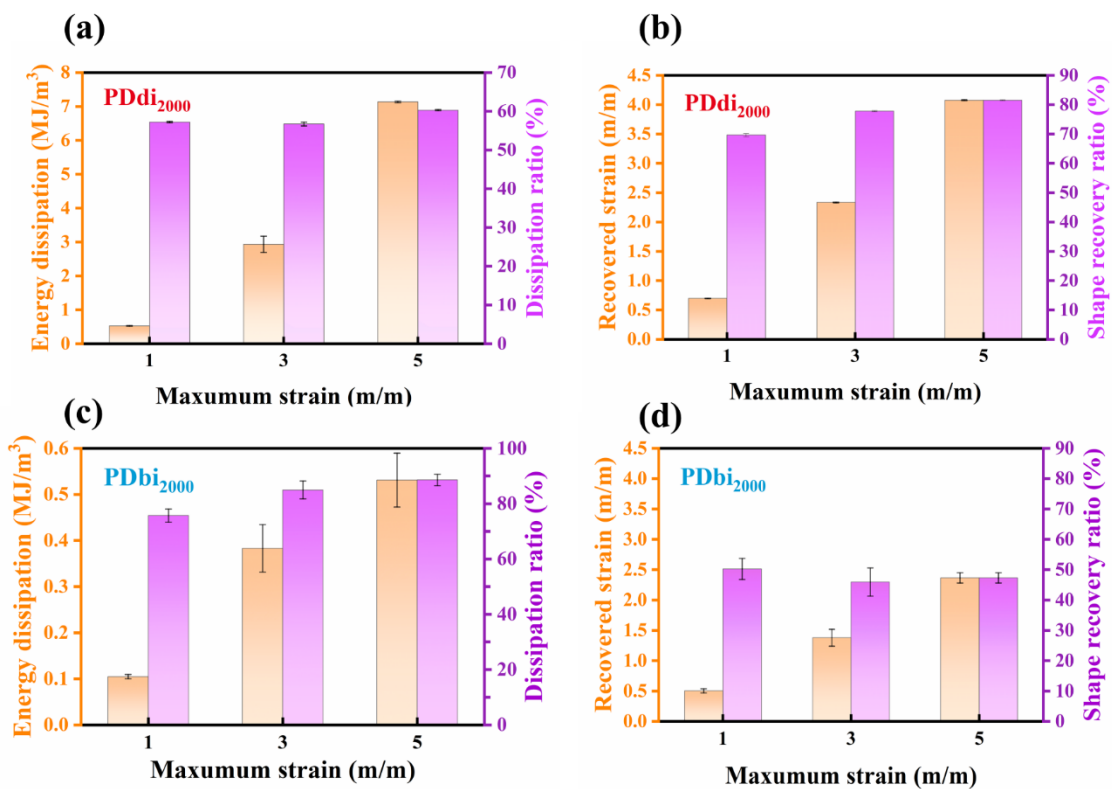 (a)
PDdi2000
Energy dissipation (MJ/m³)
8
7
6
5
4
3
2
1
0
Dissipation ratio (%)
70
60
50
40
30
20
10
0
1 3 5
Maxumum strain (m/m)
(b)
PDdi2000
Recovered strain (m/m)
4.5
4.0
3.5
3.0
2.5
2.0
1.5
1.0
0.5
0.0
Shape recovery ratio (%)
90
80
70
60
50
40
30
20
10
0
1 3 5
Maxumum strain (m/m)
(c)
PDbi2000
Energy dissipation (MJ/m³)
0.6
0.5
0.4
0.3
0.2
0.1
0.0
Dissipation ratio (%)
100
80
60
40
20
0
1 3 5
Maxumum strain (m/m)
(d)
PDbi2000
Recovered strain (m/m)
4.5
4.0
3.5
3.0
2.5
2.0
1.5
1.0
0.5
0.0
Shape recovery ratio (%)
90
80
70
60
50
40
30
20
10
0
1 3 5
Maxumum strain (m/m)